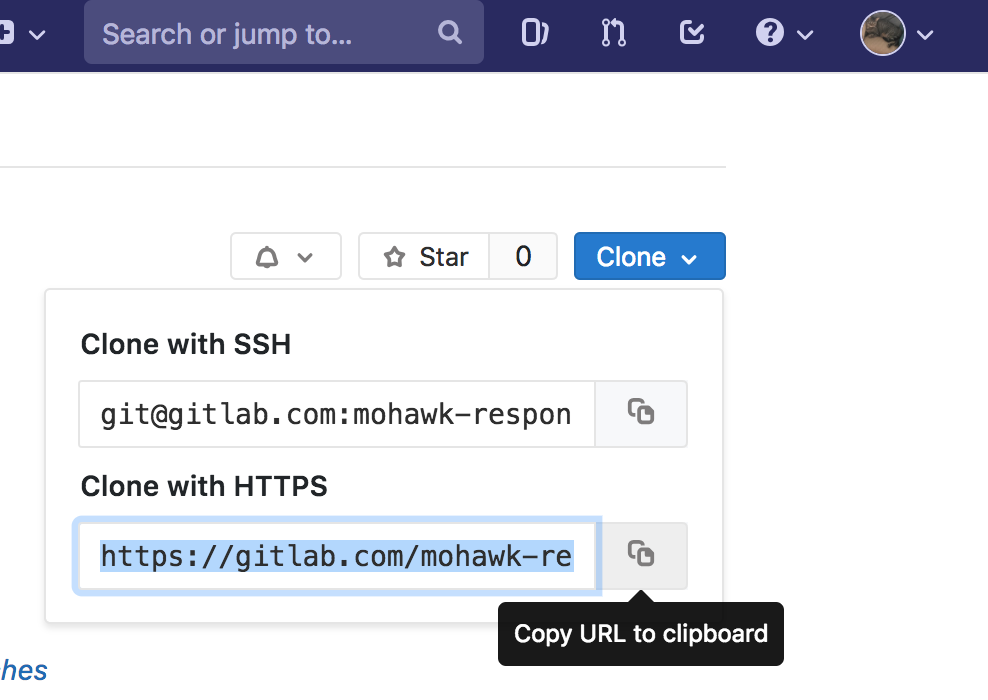 Search or jump to...
Star
0
Clone
Clone with SSH
git@gitlab.com:mohawk-respon
Clone with HTTPS
https://gitlab.com/mohawk-re
Copy URL to clipboard
hes